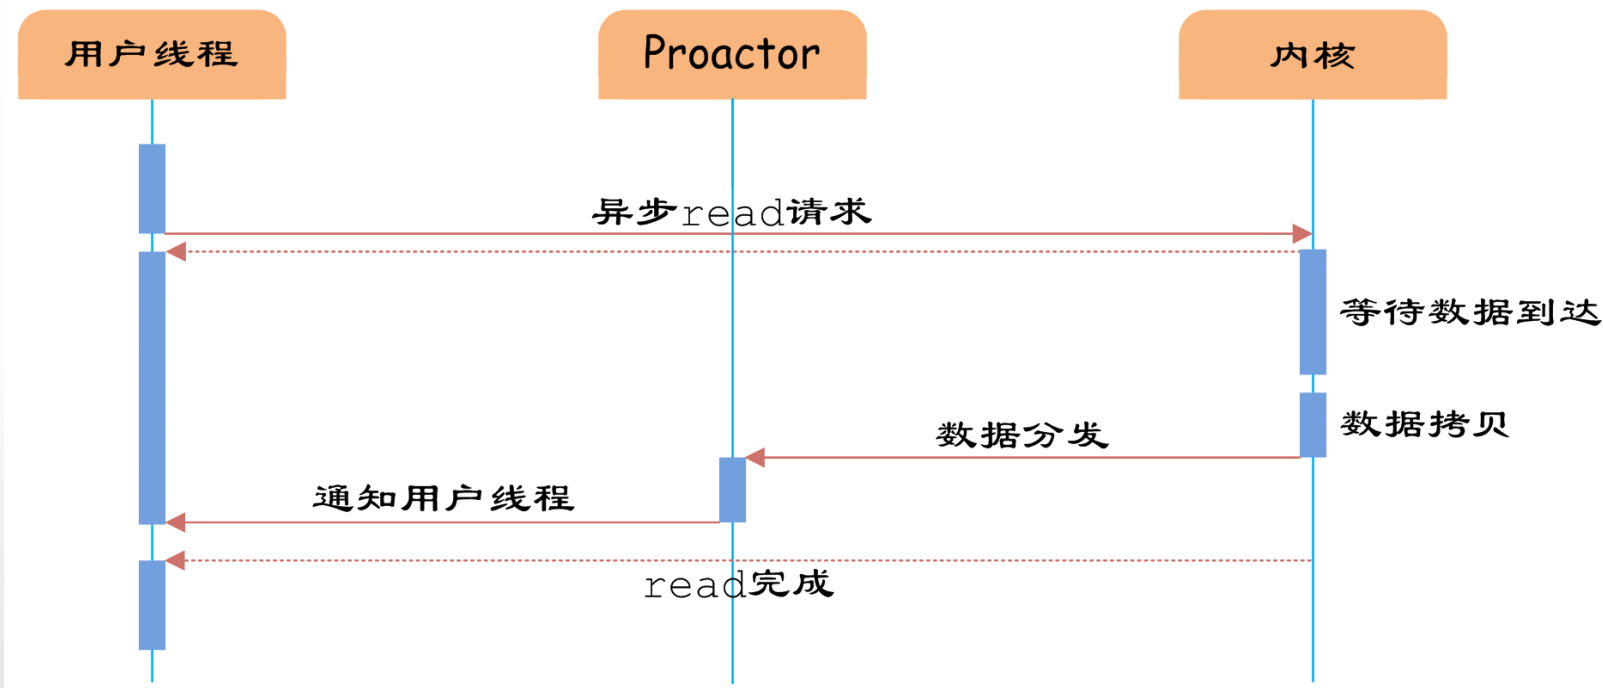 用户线程
Proactor
内核
异步read请求
等待数据到达
数据拷贝
数据分发
通知用户线程
read完成